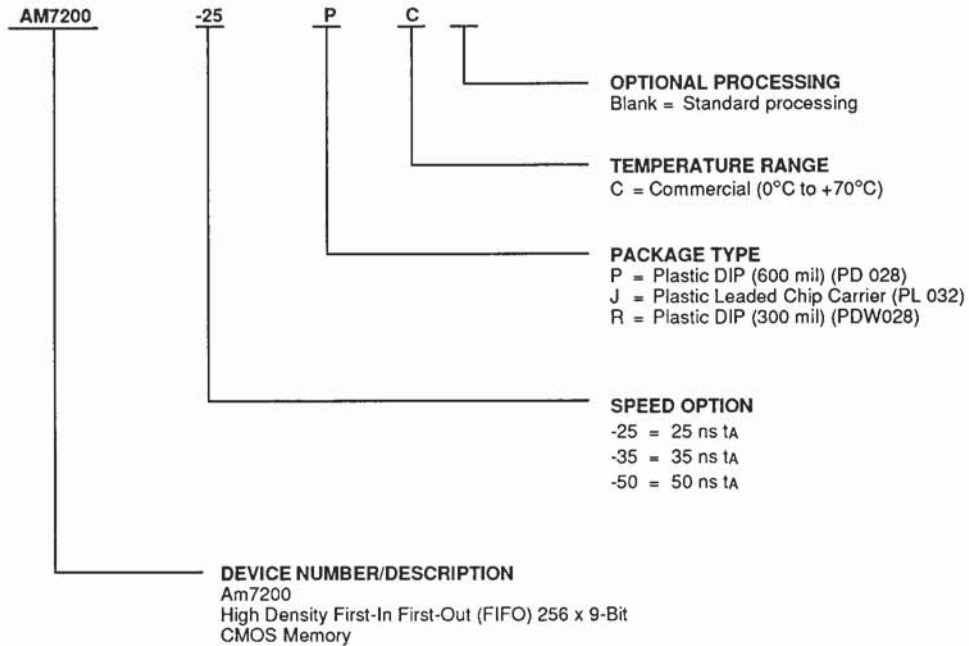 AM7200 -25 P C
OPTIONAL PROCESSING
Blank = Standard processing
TEMPERATURE RANGE
C = Commercial (0°C to +70°C)
PACKAGE TYPE
P = Plastic DIP (600 mil) (PD 028)
J = Plastic Leaded Chip Carrier (PL 032)
R = Plastic DIP (300 mil) (PDW028)
SPEED OPTION
-25 = 25 ns tA
-35 = 35 ns tA
-50 = 50 ns tA
DEVICE NUMBER/DESCRIPTION
Am7200
High Density First-In First-Out (FIFO) 256 x 9-Bit
CMOS Memory